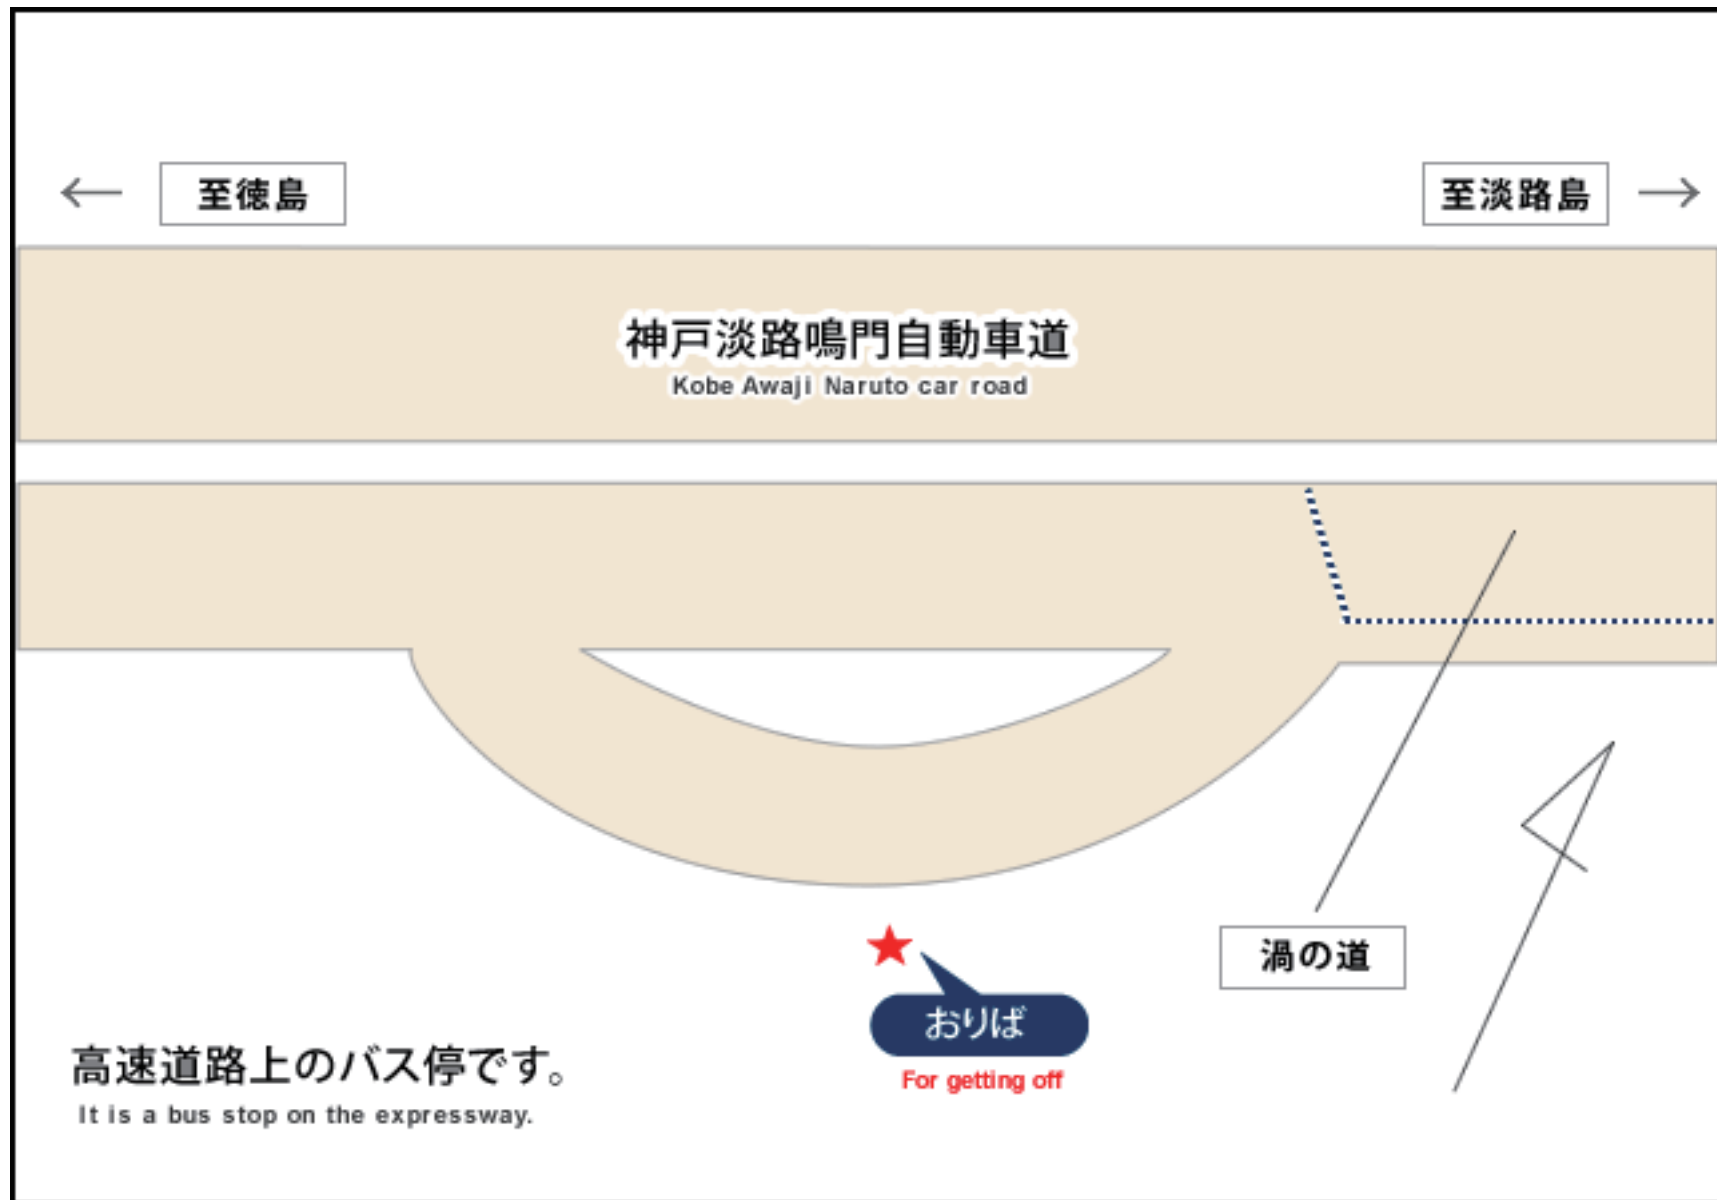 至徳島
至淡路島
神戸淡路鳴門自動車道
Kobe Awaji Naruto car road
渦の道
おりば
For getting off
高速道路上のバス停です。
It is a bus stop on the expressway.